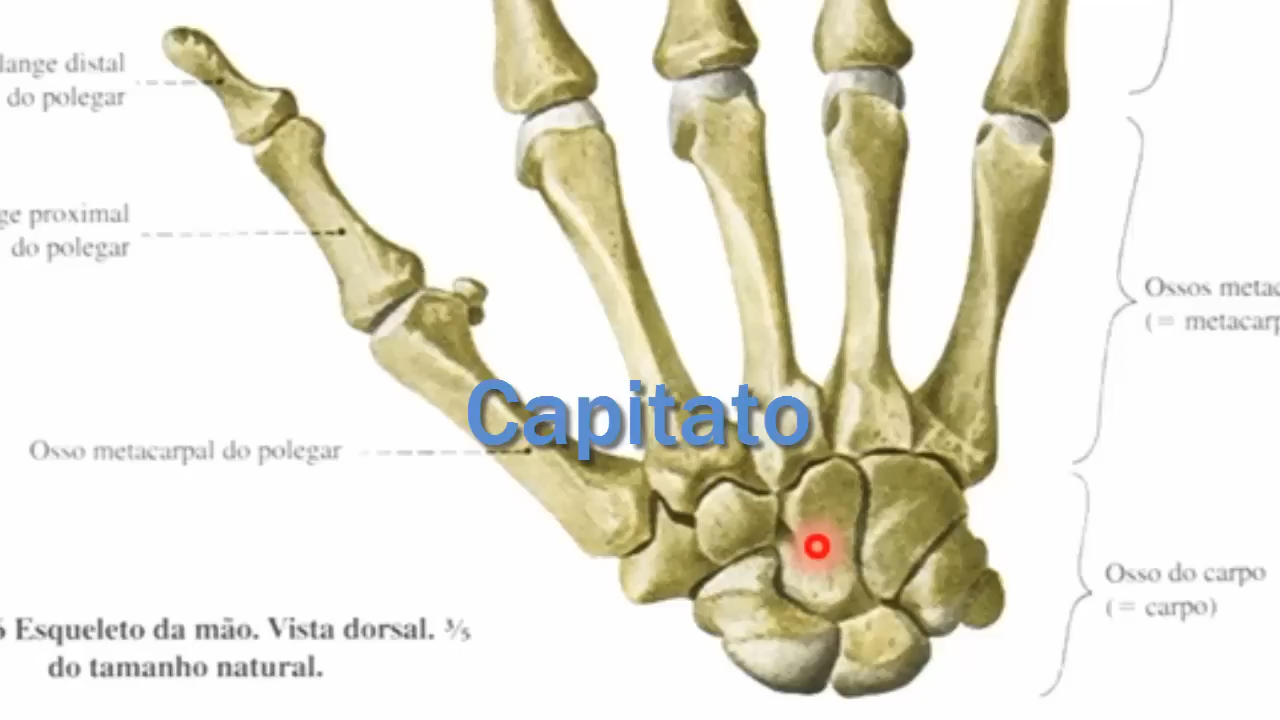 lange distal
do polegar
ge proximal
do polegar
Ossos metac
(= metacarp
Capitato
Osso metacarpal do polegar
Osso do carpo
(= carpo)
6 Esqueleto da mão. Vista dorsal. ³/₅
do tamanho natural.